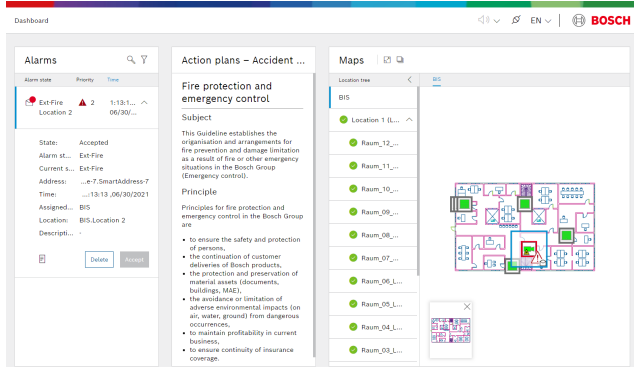 Dashboard
EN
BOSCH
Alarms
Alarm state Priority Time
Ext-Fire 2 1:13:1...
Location 2 06/30/...
State: Accepted
Alarm st... Ext-Fire
Current s... Ext-Fire
Address: ...e-7.SmartAddress-7
Time: ...:13:13 ,06/30/2021
Assigned... BIS
Location: BIS.Location 2
Descripti... -
Delete Accept
Action plans – Accident ...
Fire protection and
emergency control
Subject
This Guideline establishes the
origanisation and arrangements for
fire prevention and damage limitation
as a result of fire or other emergency
situations in the Bosch Group
(Emergency control).
Principle
Principles for fire protection and
emergency control in the Bosch Group
are
• to ensure the safety and protection
of persons,
• the continuation of customer
deliveries of Bosch products,
• the protection and preservation of
material assets (documents,
buildings, MAE),
• the avoidance or limitation of
adverse environmental impacts (on
air, water, ground) from dangerous
occurrences,
• to maintain profitability in current
business,
• to ensure continuity of insurance
coverage.
Maps
Location tree
BIS
BIS
Location 1 (L...
Raum_12_...
Raum_11_...
Raum_10_...
Raum_09_...
Raum_08_...
Raum_07_...
Raum_06_L...
Raum_05_L...
Raum_04_L...
Raum_03_L...